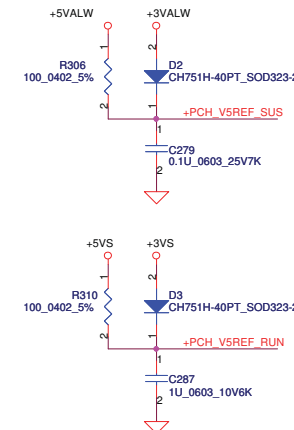 +5VALW +3VALW
1 2
R306 D2
100_0402_5% CH751H-40PT_SOD323-2
2 1
+PCH_V5REF_SUS
1
C279
0.1U_0603_25V7K
2
+5VS +3VS
1 2
R310 D3
100_0402_5% CH751H-40PT_SOD323-2
2 1
+PCH_V5REF_RUN
1
C287
1U_0603_10V6K
2